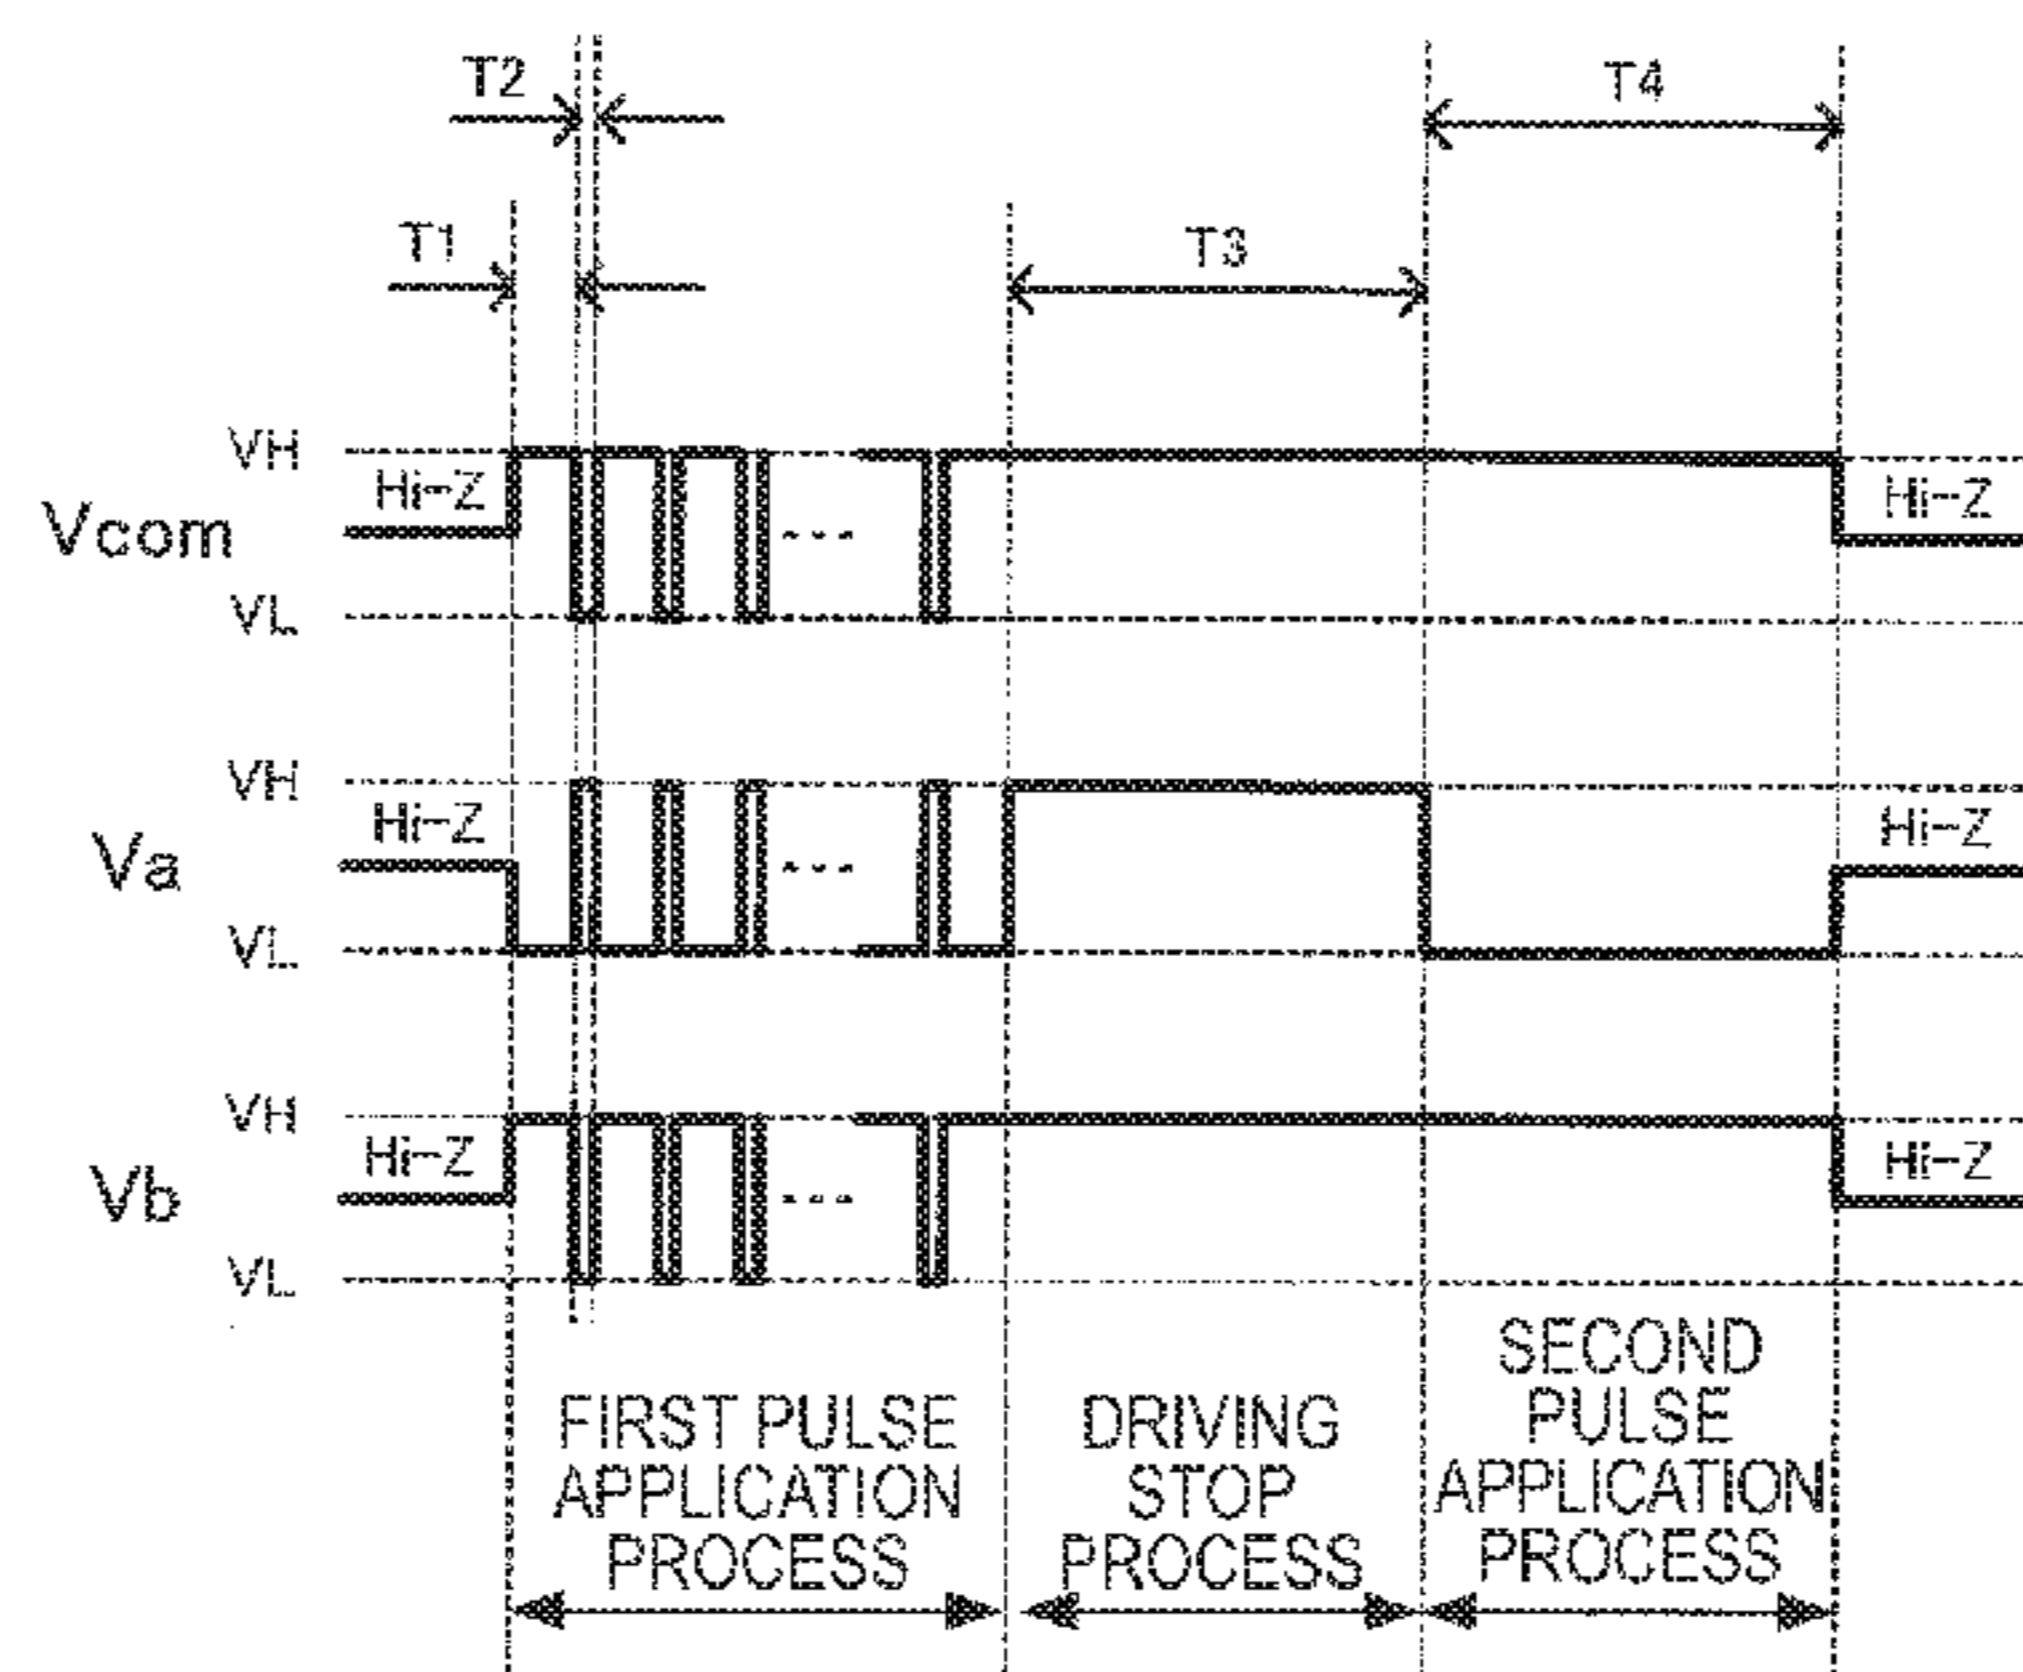 T2
T4
T1
T3
VH
Hi-Z
Hi-Z
Vcom
VL
VH
Hi-Z
Hi-Z
Va
VL
VH
Hi-Z
Hi-Z
Vb
VL
FIRST PULSE
APPLICATION
PROCESS
DRIVING
STOP
PROCESS
SECOND
PULSE
APPLICATION
PROCESS